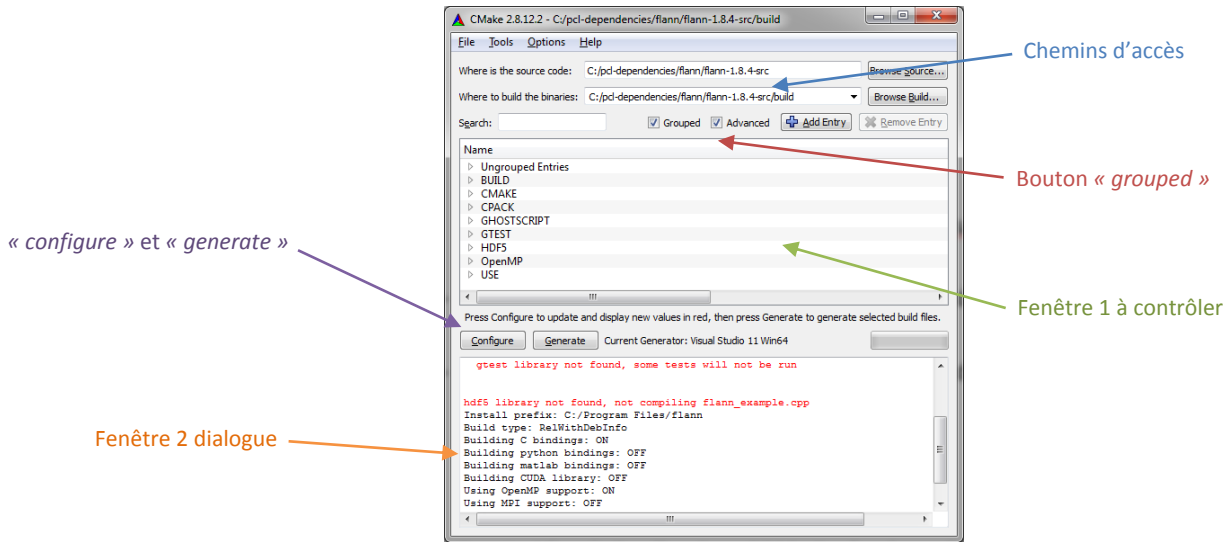 CMake 2.8.12.2 - C:/pcl-dependencies/flann/flann-1.8.4-src/build
File Tools Options Help
Where is the source code: C:/pcl-dependencies/flann/flann-1.8.4-src Browse Source...
Where to build the binaries: C:/pcl-dependencies/flann/flann-1.8.4-src/build Browse Build...
Search: Grouped Advanced Add Entry Remove Entry
Name
Ungrouped Entries
BUILD
CMAKE
CPACK
GHOSTSCRIPT
GTEST
HDF5
OpenMP
USE
Press Configure to update and display new values in red, then press Generate to generate selected build files.
Configure Generate Current Generator: Visual Studio 11 Win64
gtest library not found, some tests will not be run
hdf5 library not found, not compiling flann_example.cpp
Install prefix: C:/Program Files/flann
Build type: RelWithDebInfo
Building C bindings: ON
Building python bindings: OFF
Building matlab bindings: OFF
Building CUDA library: OFF
Using OpenMP support: ON
Using MPI support: OFF
Chemins d’accès
Bouton « grouped »
« configure » et « generate »
Fenêtre 1 à contrôler
Fenêtre 2 dialogue